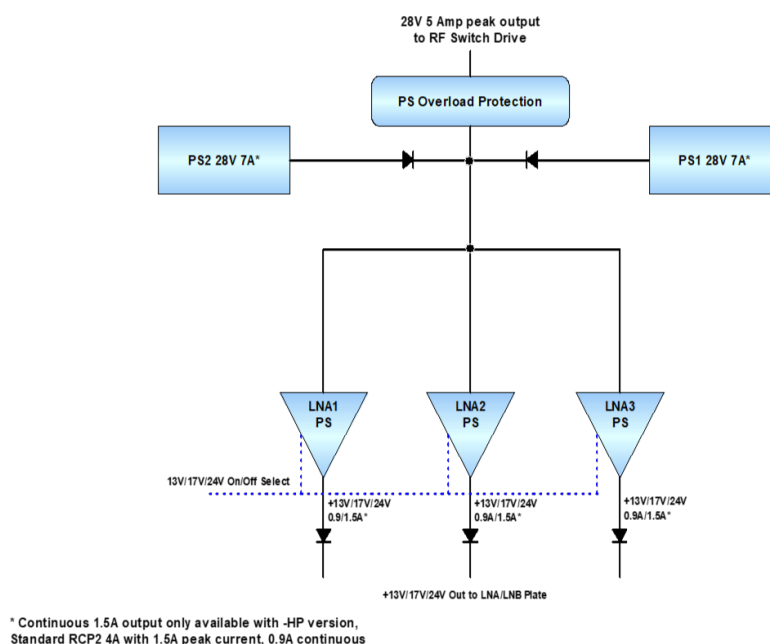 28V 5 Amp peak output
to RF Switch Drive
PS Overload Protection
PS2 28V 7A*
PS1 28V 7A*
LNA1
PS
LNA2
PS
LNA3
PS
13V/17V/24V On/Off Select
+13V/17V/24V
0.9/1.5A*
+13V/17V/24V
0.9A/1.5A*
+13V/17V/24V
0.9A/1.5A*
+13V/17V/24V Out to LNA/LNB Plate
* Continuous 1.5A output only available with -HP version,
Standard RCP2 4A with 1.5A peak current, 0.9A continuous